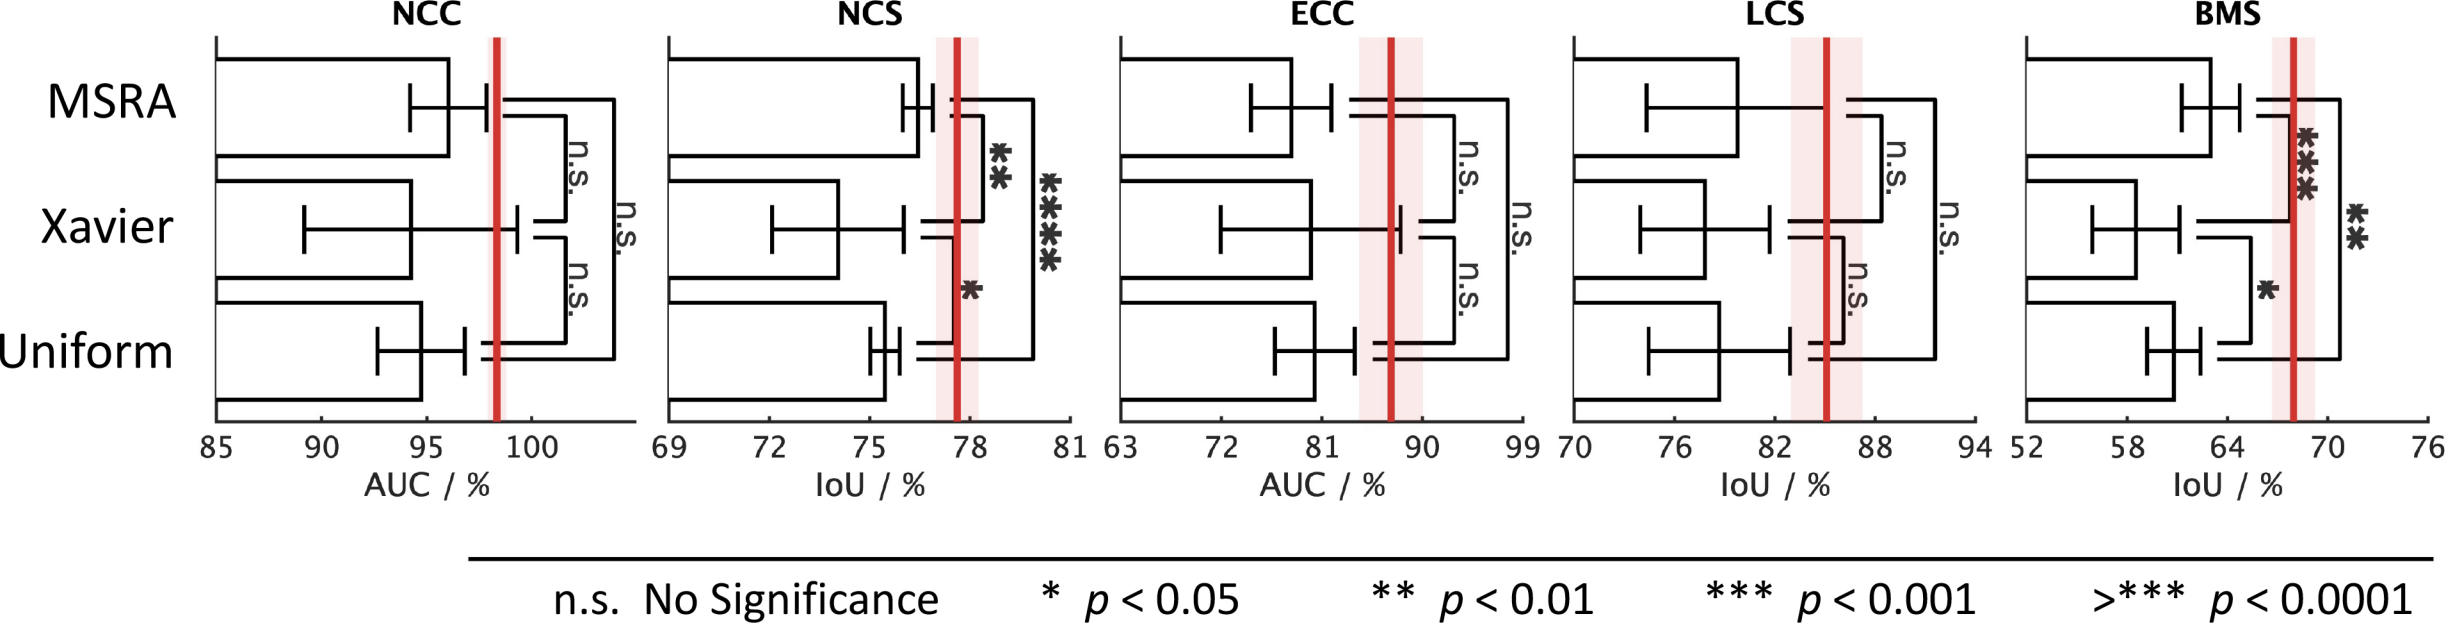 NCC NCS ECC LCS BMS
MSRA
Xavier
Uniform
n.s. n.s. n.s.
** **** *
n.s. n.s. n.s.
n.s. n.s. n.s.
*** ** *
85 90 95 100
69 72 75 78 81
63 72 81 90 99
70 76 82 88 94
52 58 64 70 76
AUC / % IoU / % AUC / % IoU / % IoU / %
n.s. No Significance * p < 0.05 ** p < 0.01 *** p < 0.001 >*** p < 0.0001